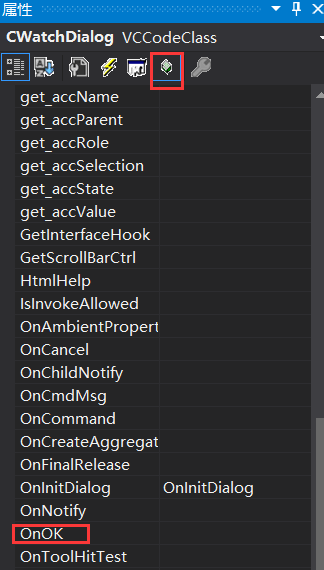 属性
CWatchDialog VCCodeClass
get_accName
get_accParent
get_accRole
get_accSelection
get_accState
get_accValue
GetInterfaceHook
GetScrollBarCtrl
HtmlHelp
IsInvokeAllowed
OnAmbientPropert
OnCancel
OnChildNotify
OnCmdMsg
OnCommand
OnCreateAggregat
OnFinalRelease
OnInitDialog OnInitDialog
OnNotify
OnOK
OnToolHitTest